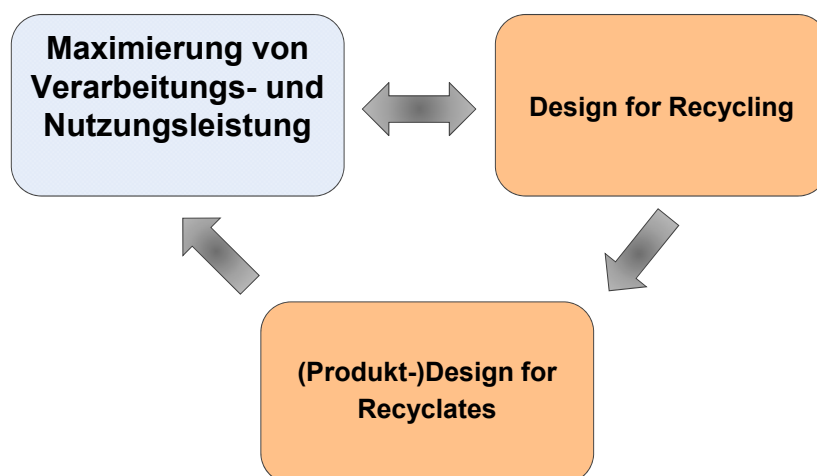 Maximierung von
Verarbeitungs- und
Nutzungsleistung
Design for Recycling
(Produkt-)Design for
Recyclates